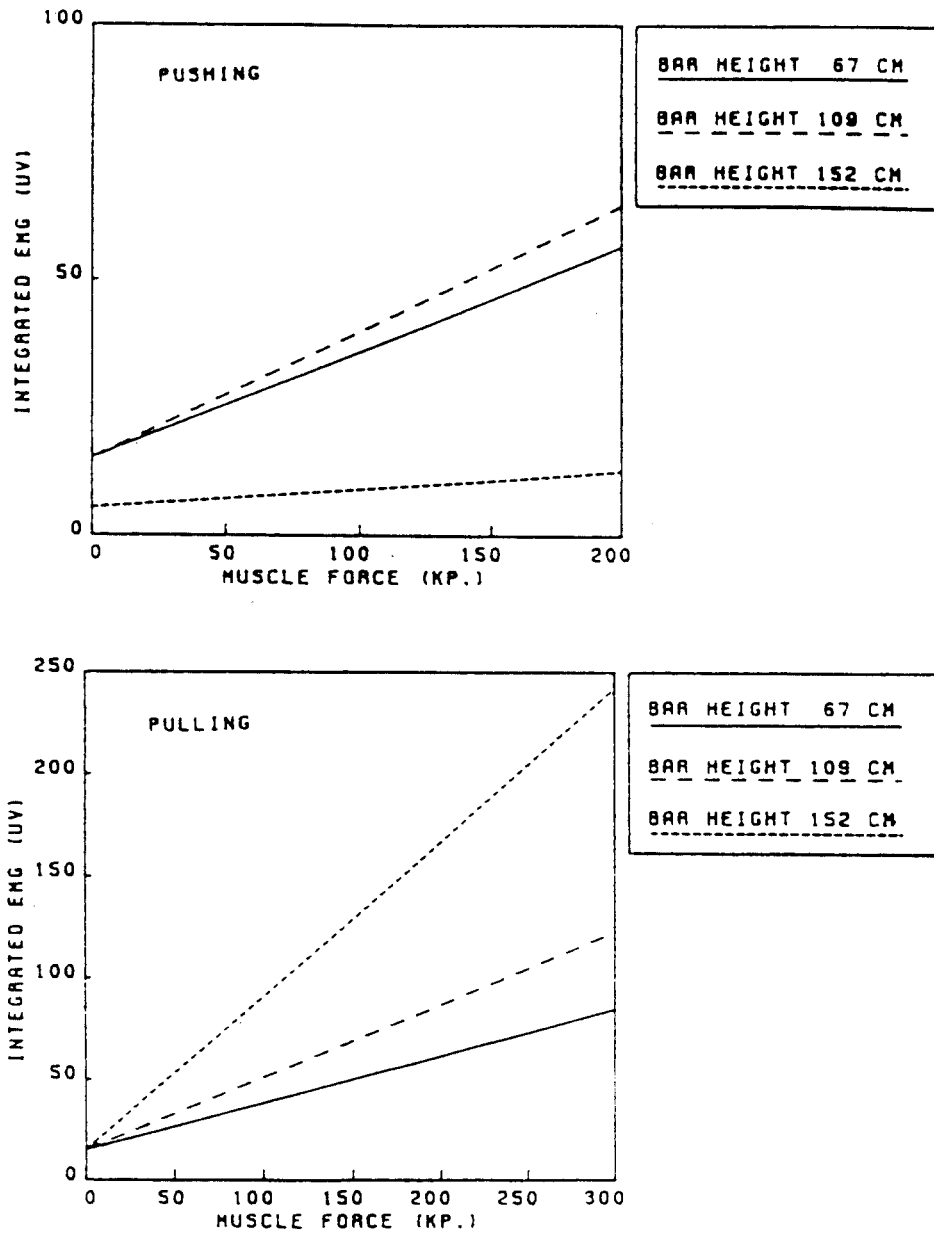 100
PUSHING
50
0
INTEGRATED EMG (UV)
0 50 100 150 200
MUSCLE FORCE (KP.)
BAR HEIGHT 67 CM
BAR HEIGHT 109 CM
BAR HEIGHT 152 CM
250
PULLING
200
150
100
50
0
INTEGRATED EMG (UV)
0 50 100 150 200 250 300
MUSCLE FORCE (KP.)
BAR HEIGHT 67 CM
BAR HEIGHT 109 CM
BAR HEIGHT 152 CM